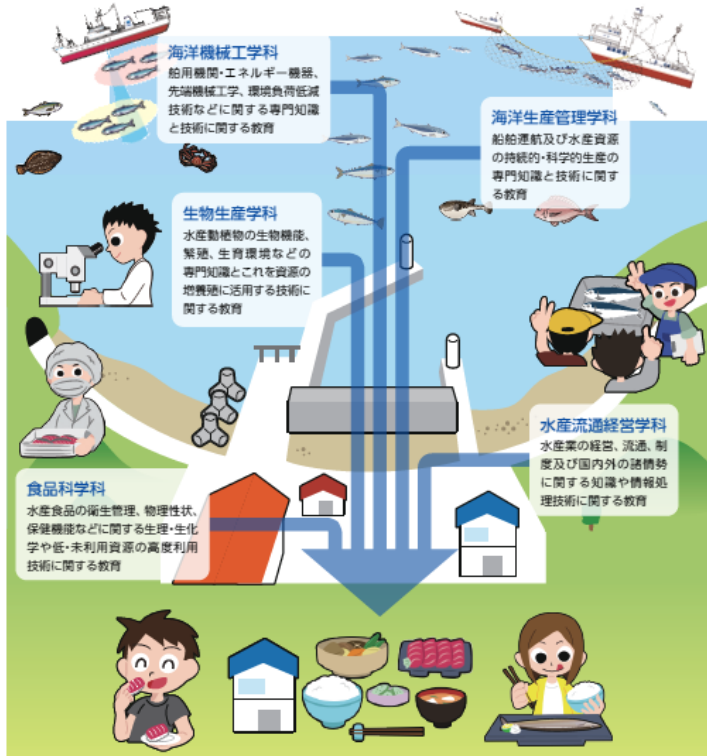 海洋機械工学科
舶用機関・エネルギー機器、
先端機械工学、環境負荷低減
技術などに関する専門知識
と技術に関する教育
海洋生産管理学科
船舶運航及び水産資源
の持続的・科学的生産の
専門知識と技術に関す
る教育
生物生産学科
水産動植物の生物機能、
繁殖、生育環境などの
専門知識とこれを資源の
増養殖に活用する技術に
関する教育
水産流通経営学科
水産業の経営、流通、制
度及び国内外の諸情勢
に関する知識や情報処
理技術に関する教育
食品科学科
水産食品の衛生管理、物理性状、
保健機能などに関する生理・生化
学や低・未利用資源の高度利用
技術に関する教育